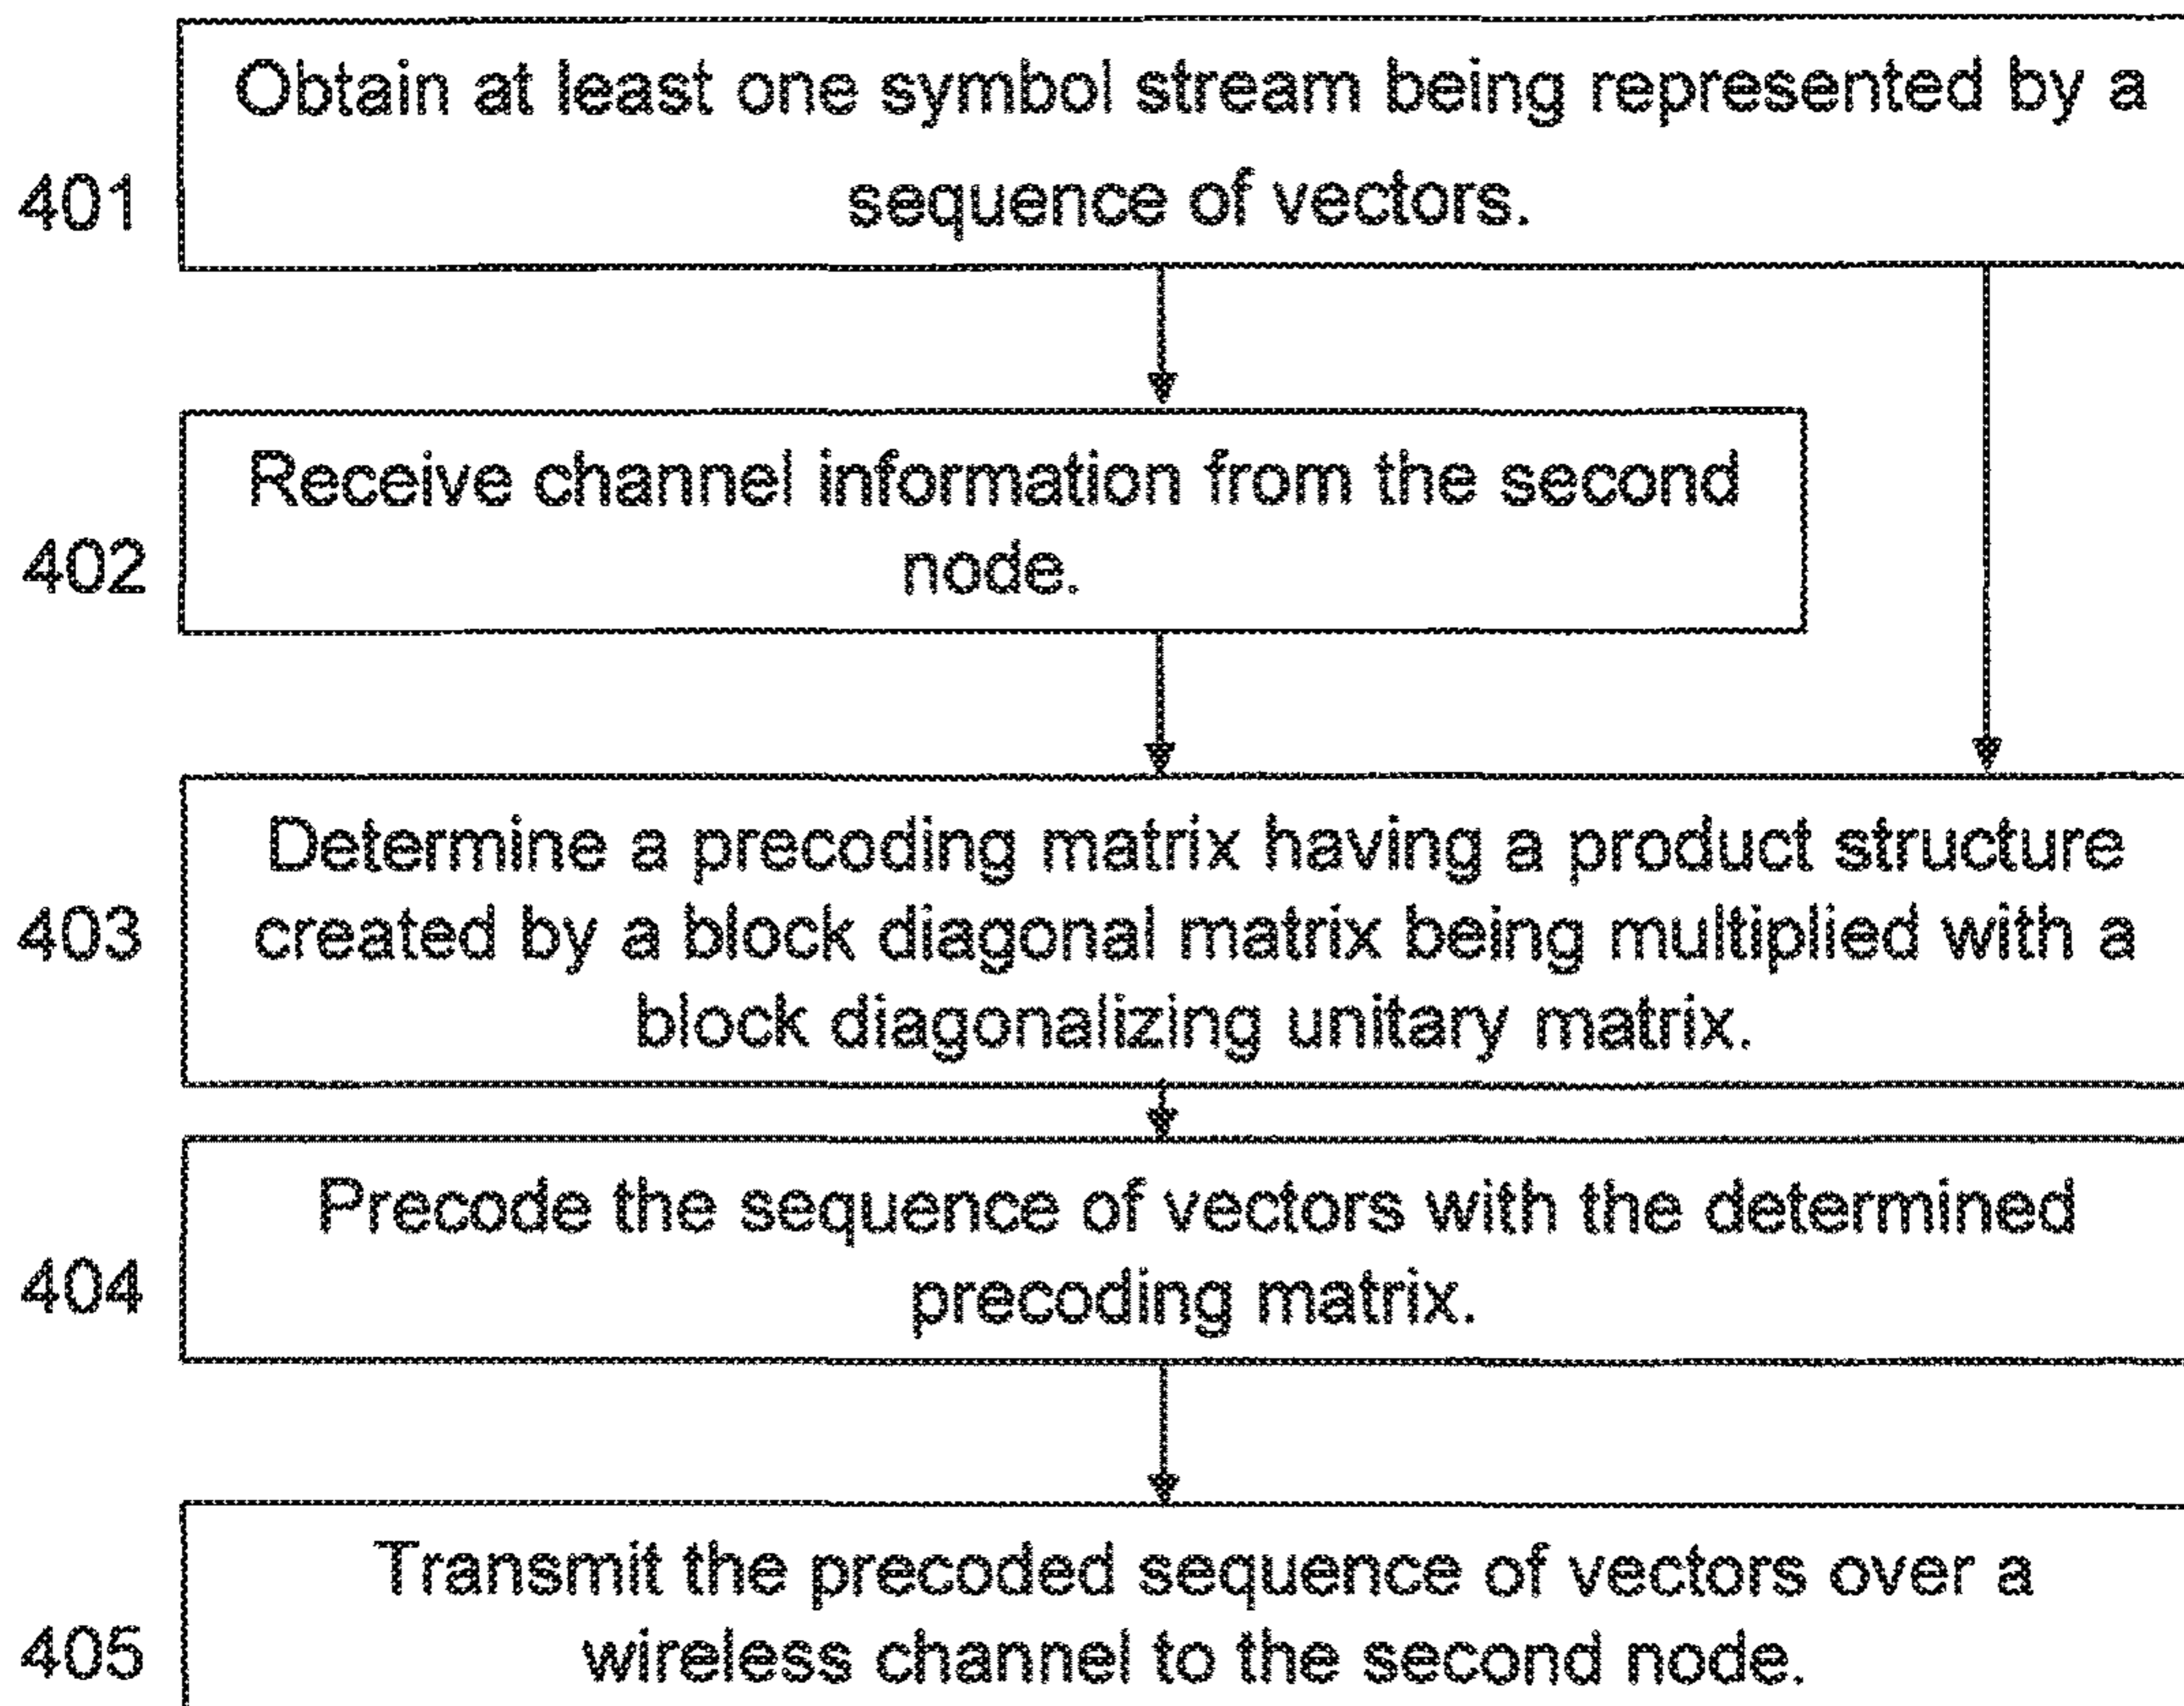 Obtain at least one symbol stream being represented by a
401
sequence of vectors.
Receive channel information from the second
402
node.
Determine a precoding matrix having a product structure
403
created by a block diagonal matrix being multiplied with a
block diagonalizing unitary matrix.
Precode the sequence of vectors with the determined
404
precoding matrix.
Transmit the precoded sequence of vectors over a
405
wireless channel to the second node.